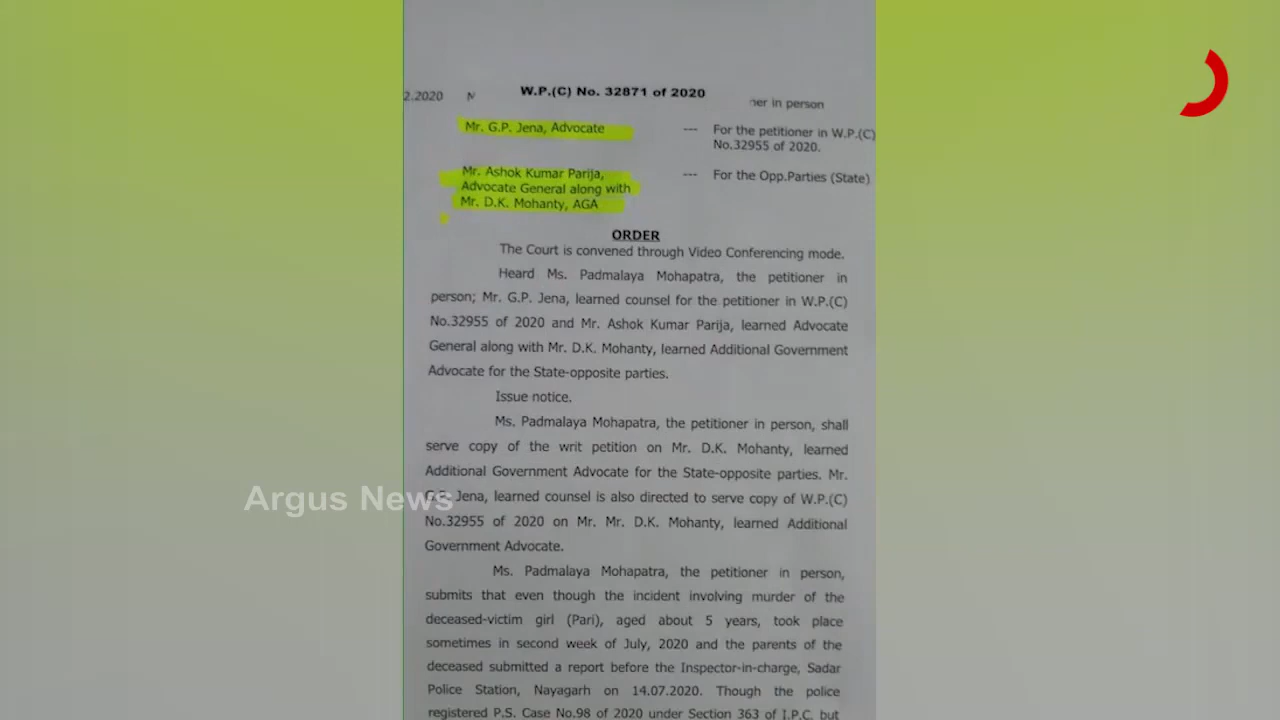 W.P.(C) No. 32871 of 2020
2.2020
ner in person
Mr. G.P. Jena, Advocate --- For the petitioner in W.P.(C)
No.32955 of 2020.
Mr. Ashok Kumar Parija, --- For the Opp.Parties (State)
Advocate General along with
Mr. D.K. Mohanty, AGA
ORDER
The Court is convened through Video Conferencing mode.
Heard Ms. Padmalaya Mohapatra, the petitioner in
person; Mr. G.P. Jena, learned counsel for the petitioner in W.P.(C)
No.32955 of 2020 and Mr. Ashok Kumar Parija, learned Advocate
General along with Mr. D.K. Mohanty, learned Additional Government
Advocate for the State-opposite parties.
Issue notice.
Ms. Padmalaya Mohapatra, the petitioner in person, shall
serve copy of the writ petition on Mr. D.K. Mohanty, learned
Additional Government Advocate for the State-opposite parties. Mr.
G.P. Jena, learned counsel is also directed to serve copy of W.P.(C)
Argus News
No.32955 of 2020 on Mr. Mr. D.K. Mohanty, learned Additional
Government Advocate.
Ms. Padmalaya Mohapatra, the petitioner in person,
submits that even though the incident involving murder of the
deceased-victim girl (Pari), aged about 5 years, took place
sometimes in second week of July, 2020 and the parents of the
deceased submitted a report before the Inspector-in-charge, Sadar
Police Station, Nayagarh on 14.07.2020. Though the police
registered P.S. Case No.98 of 2020 under Section 363 of I.P.C. but